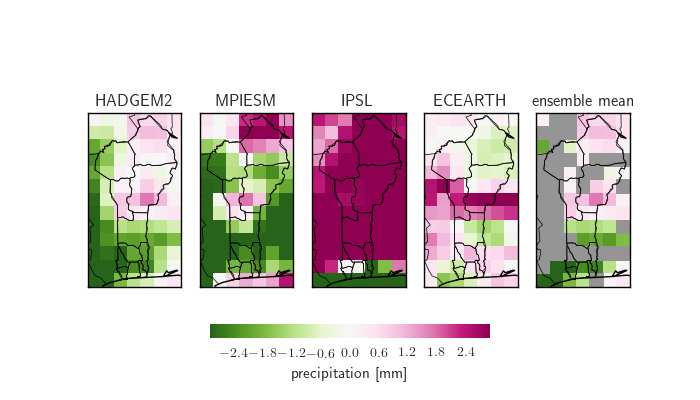 HADGEM2 MPIESM IPSL ECEARTH ensemble mean
−2.4 −1.8 −1.2 −0.6 0.0 0.6 1.2 1.8 2.4
precipitation [mm]